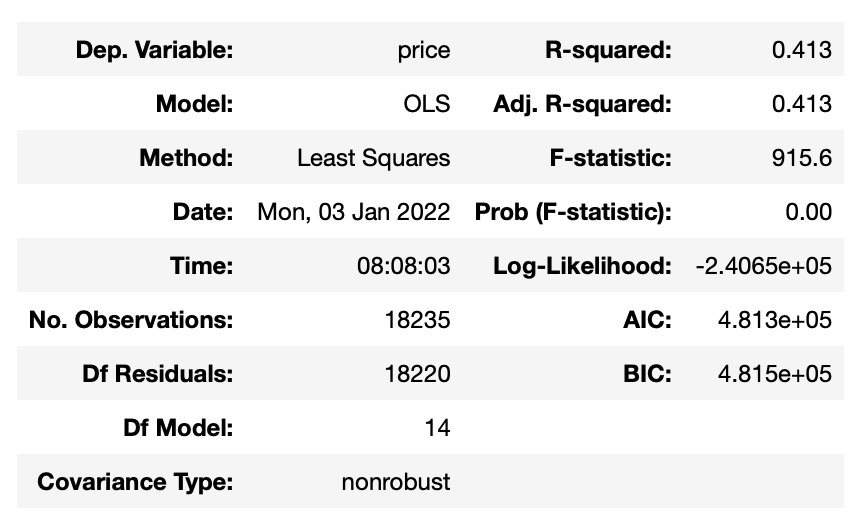 Dep. Variable: price R-squared: 0.413
Model: OLS Adj. R-squared: 0.413
Method: Least Squares F-statistic: 915.6
Date: Mon, 03 Jan 2022 Prob (F-statistic): 0.00
Time: 08:08:03 Log-Likelihood: -2.4065e+05
No. Observations: 18235 AIC: 4.813e+05
Df Residuals: 18220 BIC: 4.815e+05
Df Model: 14
Covariance Type: nonrobust